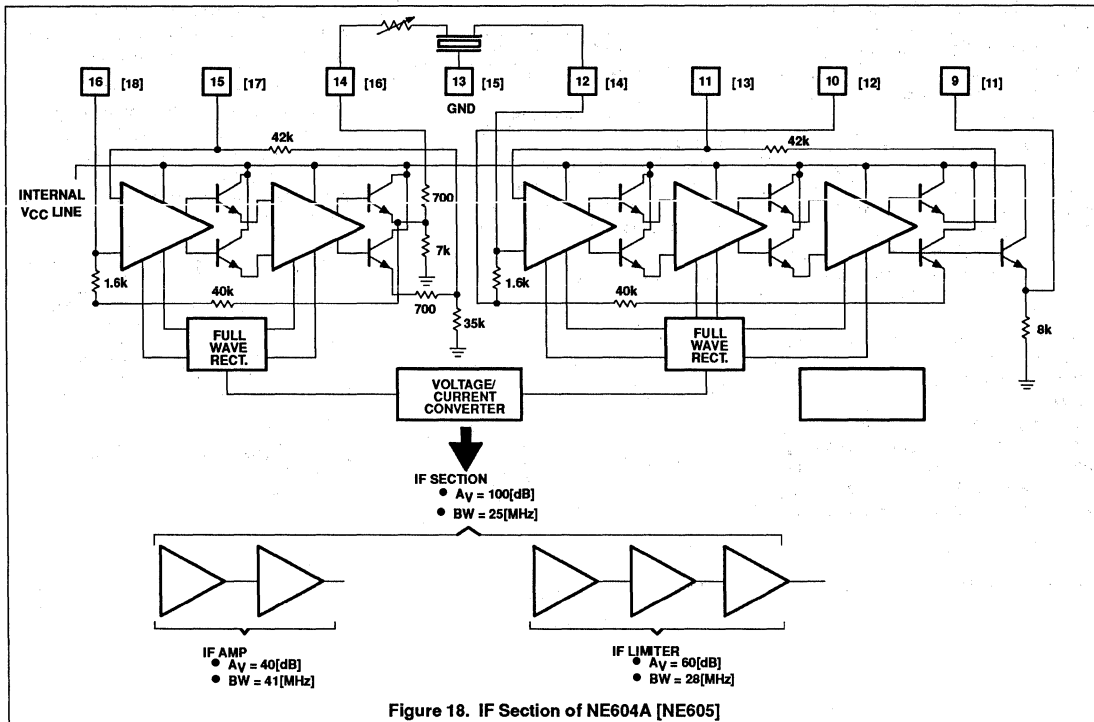 16 [18] 15 [17] 14 [16] 13 [15] 12 [14] 11 [13] 10 [12] 9 [11]
GND
42k 42k
INTERNAL
VCC LINE
700
7k
1.6k
40k
700
35k
1.6k
40k
8k
FULL
WAVE
RECT.
FULL
WAVE
RECT.
VOLTAGE/
CURRENT
CONVERTER
IF SECTION
• AV = 100[dB]
• BW = 25[MHz]
IF AMP
• AV = 40[dB]
• BW = 41[MHz]
IF LIMITER
• AV = 60[dB]
• BW = 28[MHz]
Figure 18. IF Section of NE604A [NE605]